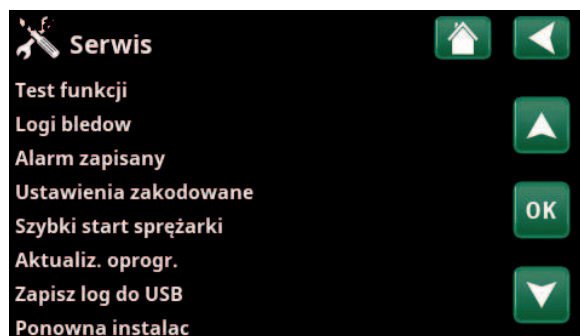 Serwis
Test funkcji
Logi bledow
Alarm zapisany
Ustawienia zakodowane
OK
Szybki start sprężarki
Aktualiz. oprogr.
Zapisz log do USB
Ponowna instalac